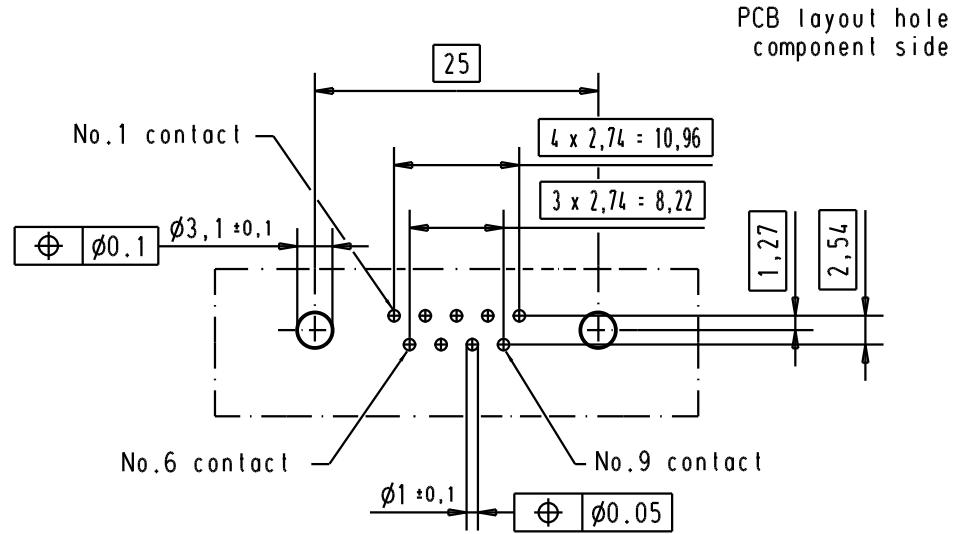 PCB layout hole
component side
25
No.1 contact
4 x 2,74 = 10,96
3 x 2,74 = 8,22
⌖ Ø0.1
Ø3,1 ±0,1
1,27
2,54
No.6 contact
No.9 contact
Ø1 ±0,1
⌖ Ø0.05